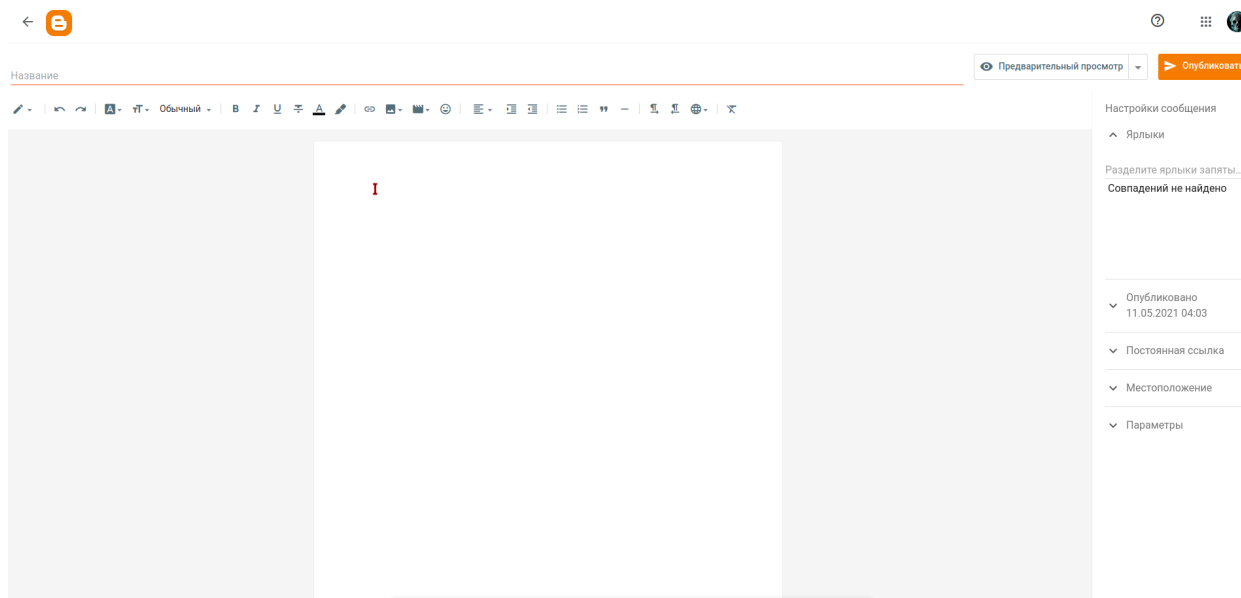 Название
Предварительный просмотр
Опубликовать
Обычный
Настройки сообщения
Ярлыки
Разделите ярлыки запяты...
Совпадений не найдено
Опубликовано
11.05.2021 04:03
Постоянная ссылка
Местоположение
Параметры